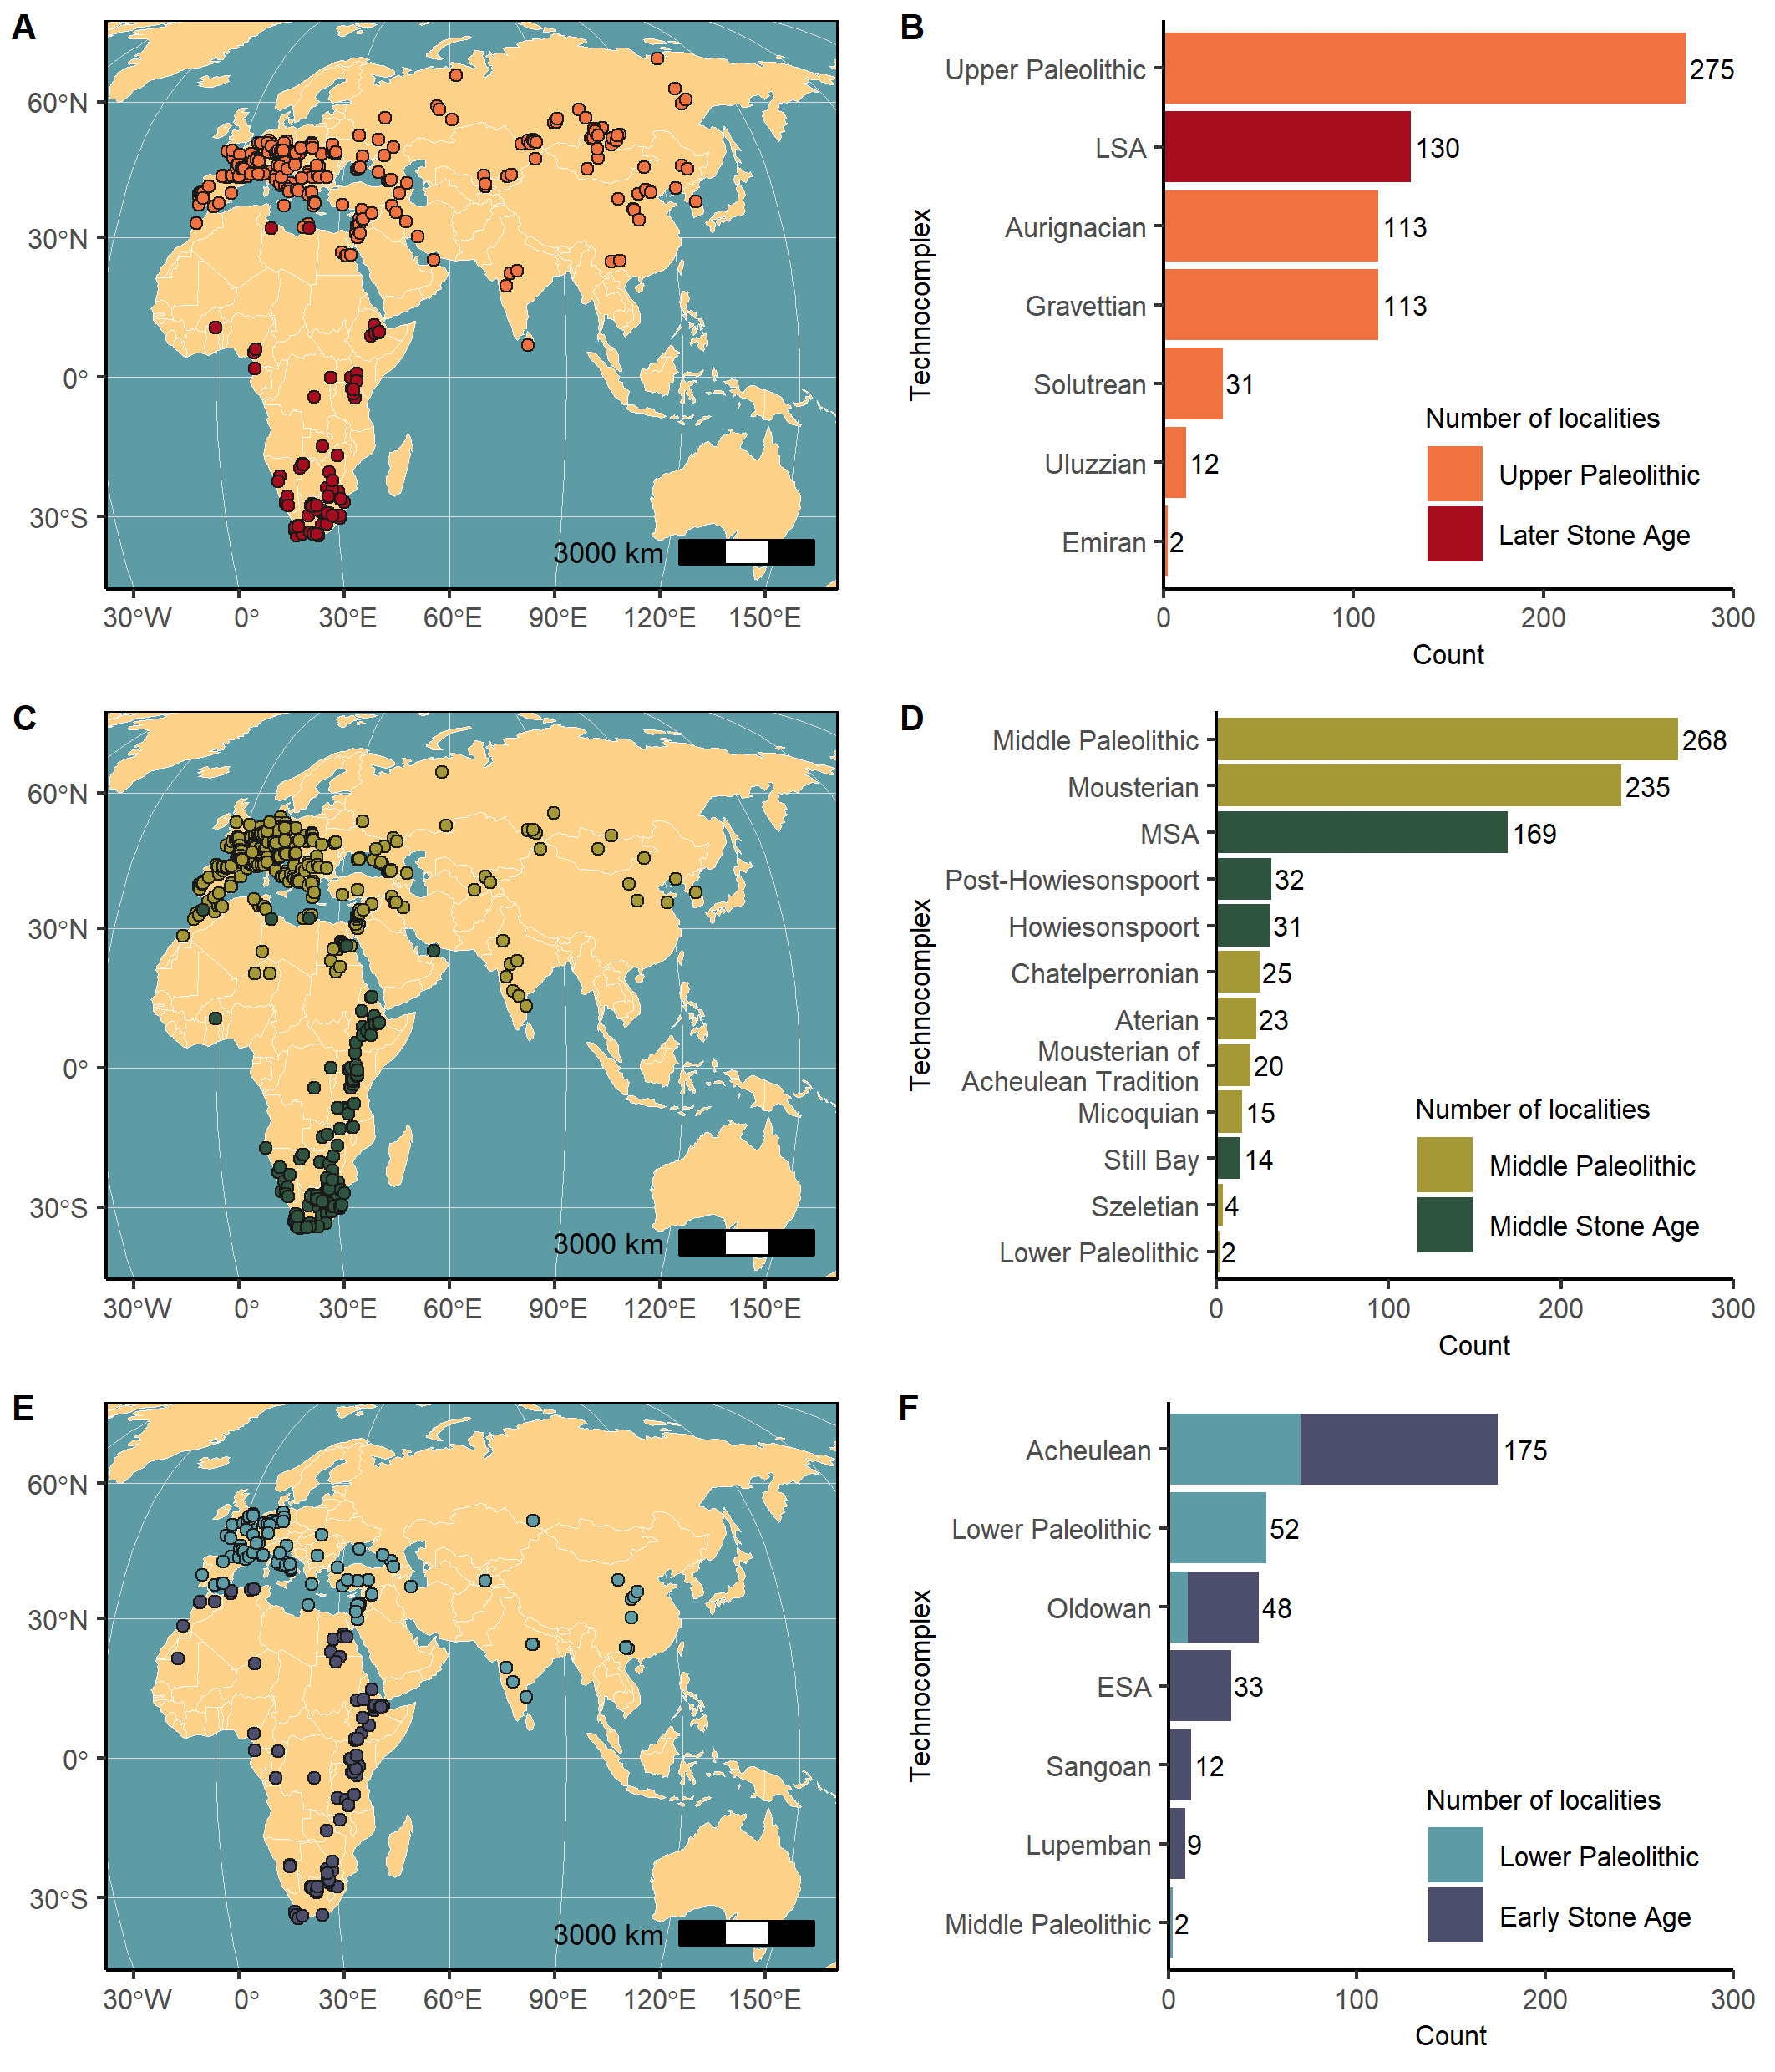 A
60°N
30°N
0°
30°S
3000 km
30°W 0° 30°E 60°E 90°E 120°E 150°E
B
Technocomplex
Upper Paleolithic 275
LSA 130
Aurignacian 113
Gravettian 113
Solutrean 31
Uluzzian 12
Emiran 2
Number of localities
Upper Paleolithic
Later Stone Age
0 100 200 300
Count
C
60°N
30°N
0°
30°S
3000 km
30°W 0° 30°E 60°E 90°E 120°E 150°E
D
Technocomplex
Middle Paleolithic 268
Mousterian 235
MSA 169
Post-Howiesonspoort 32
Howiesonspoort 31
Chatelperronian 25
Aterian 23
Mousterian of
Acheulean Tradition 20
Micoquian 15
Still Bay 14
Szeletian 4
Lower Paleolithic 2
Number of localities
Middle Paleolithic
Middle Stone Age
0 100 200 300
Count
E
60°N
30°N
0°
30°S
3000 km
30°W 0° 30°E 60°E 90°E 120°E 150°E
F
Technocomplex
Acheulean 175
Lower Paleolithic 52
Oldowan 48
ESA 33
Sangoan 12
Lupemban 9
Middle Paleolithic 2
Number of localities
Lower Paleolithic
Early Stone Age
0 100 200 300
Count